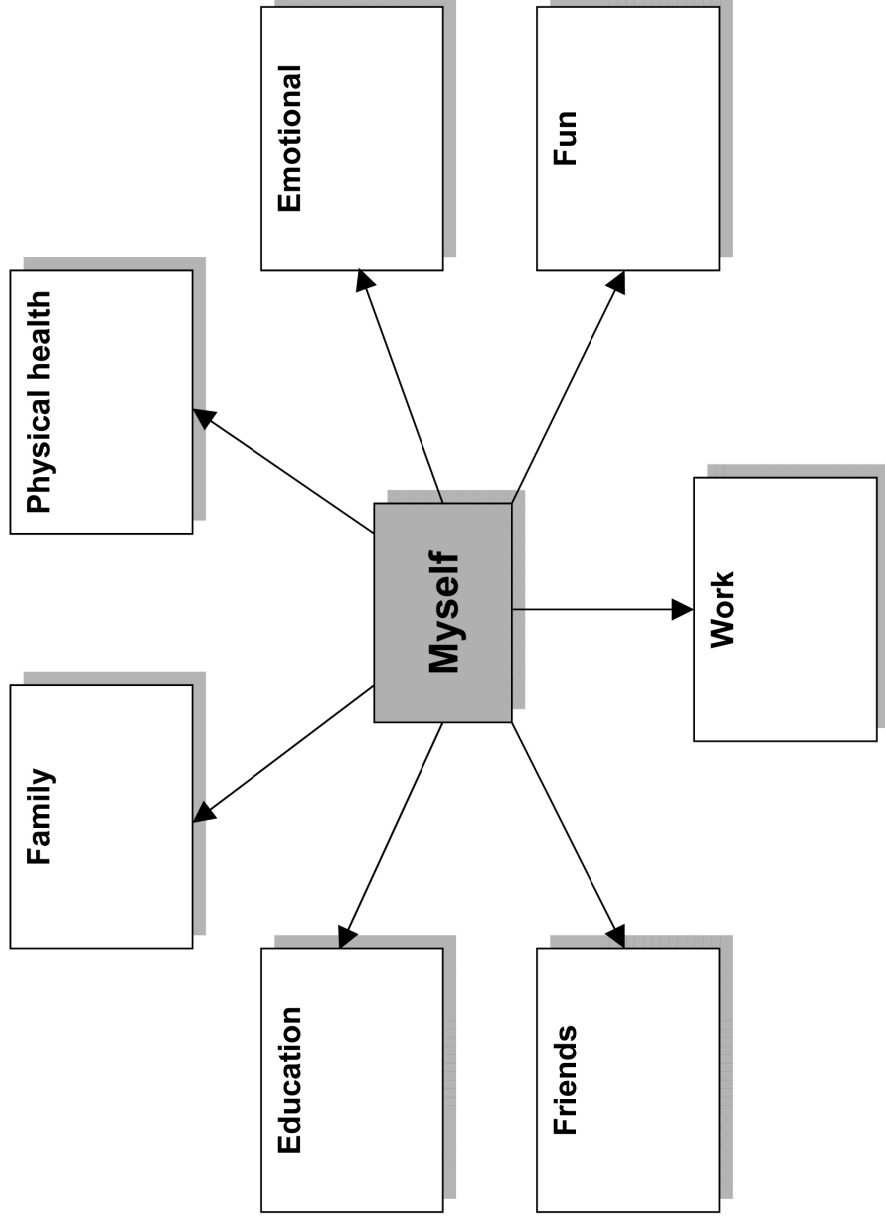 Family
Physical health
Education
Emotional
Myself
Friends
Fun
Work